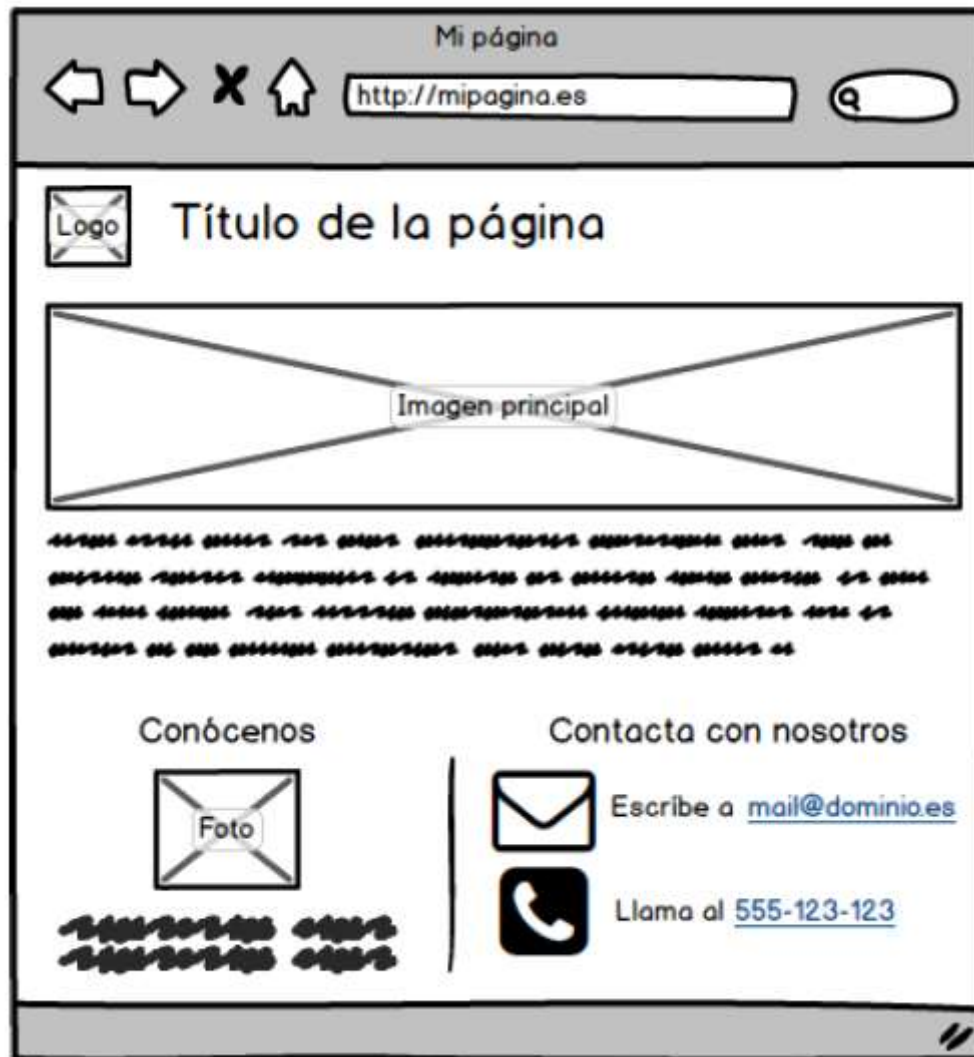 Mi página
http://mipagina.es
Logo
Título de la página
Imagen principal
Conócenos
Foto
Contacta con nosotros
Escribe a mail@dominio.es
Llama al 555-123-123